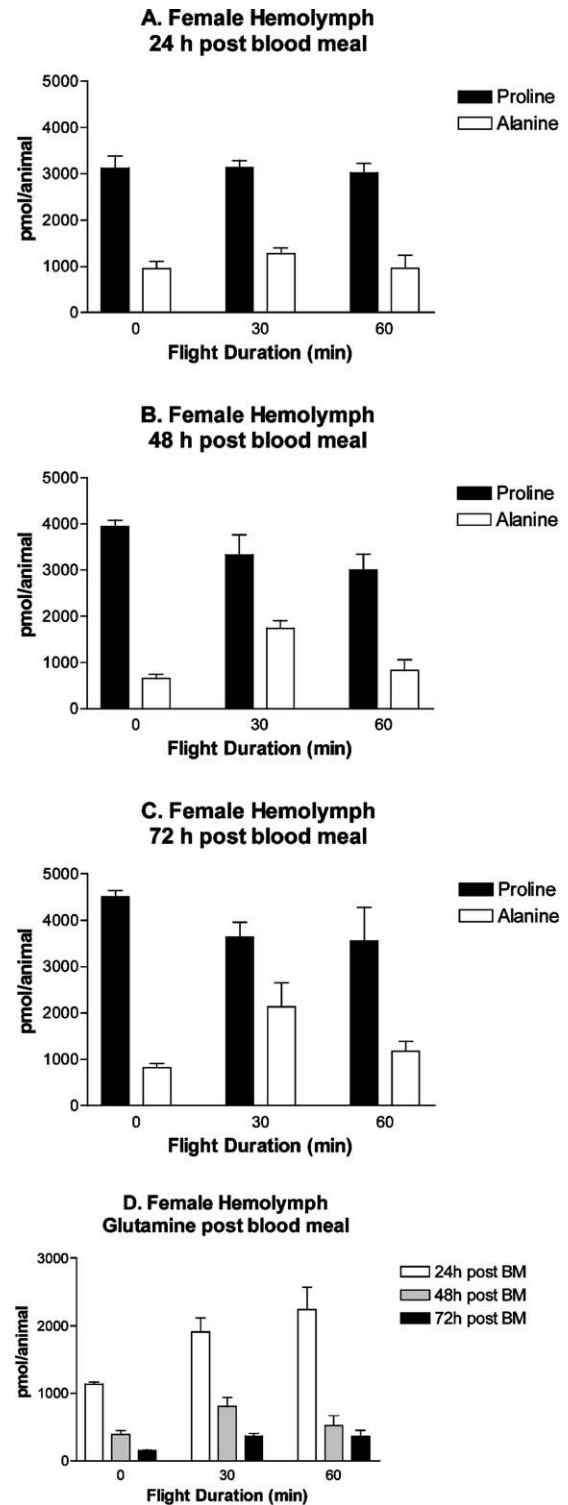 A. Female Hemolymph
24 h post blood meal
5000
4000
3000
2000
1000
0
pmol/animal
Proline
Alanine
0 30 60
Flight Duration (min)
B. Female Hemolymph
48 h post blood meal
5000
4000
3000
2000
1000
0
pmol/animal
Proline
Alanine
0 30 60
Flight Duration (min)
C. Female Hemolymph
72 h post blood meal
5000
4000
3000
2000
1000
0
pmol/animal
Proline
Alanine
0 30 60
Flight Duration (min)
D. Female Hemolymph
Glutamine post blood meal
3000
2000
1000
0
pmol/animal
24h post BM
48h post BM
72h post BM
0 30 60
Flight Duration (min)